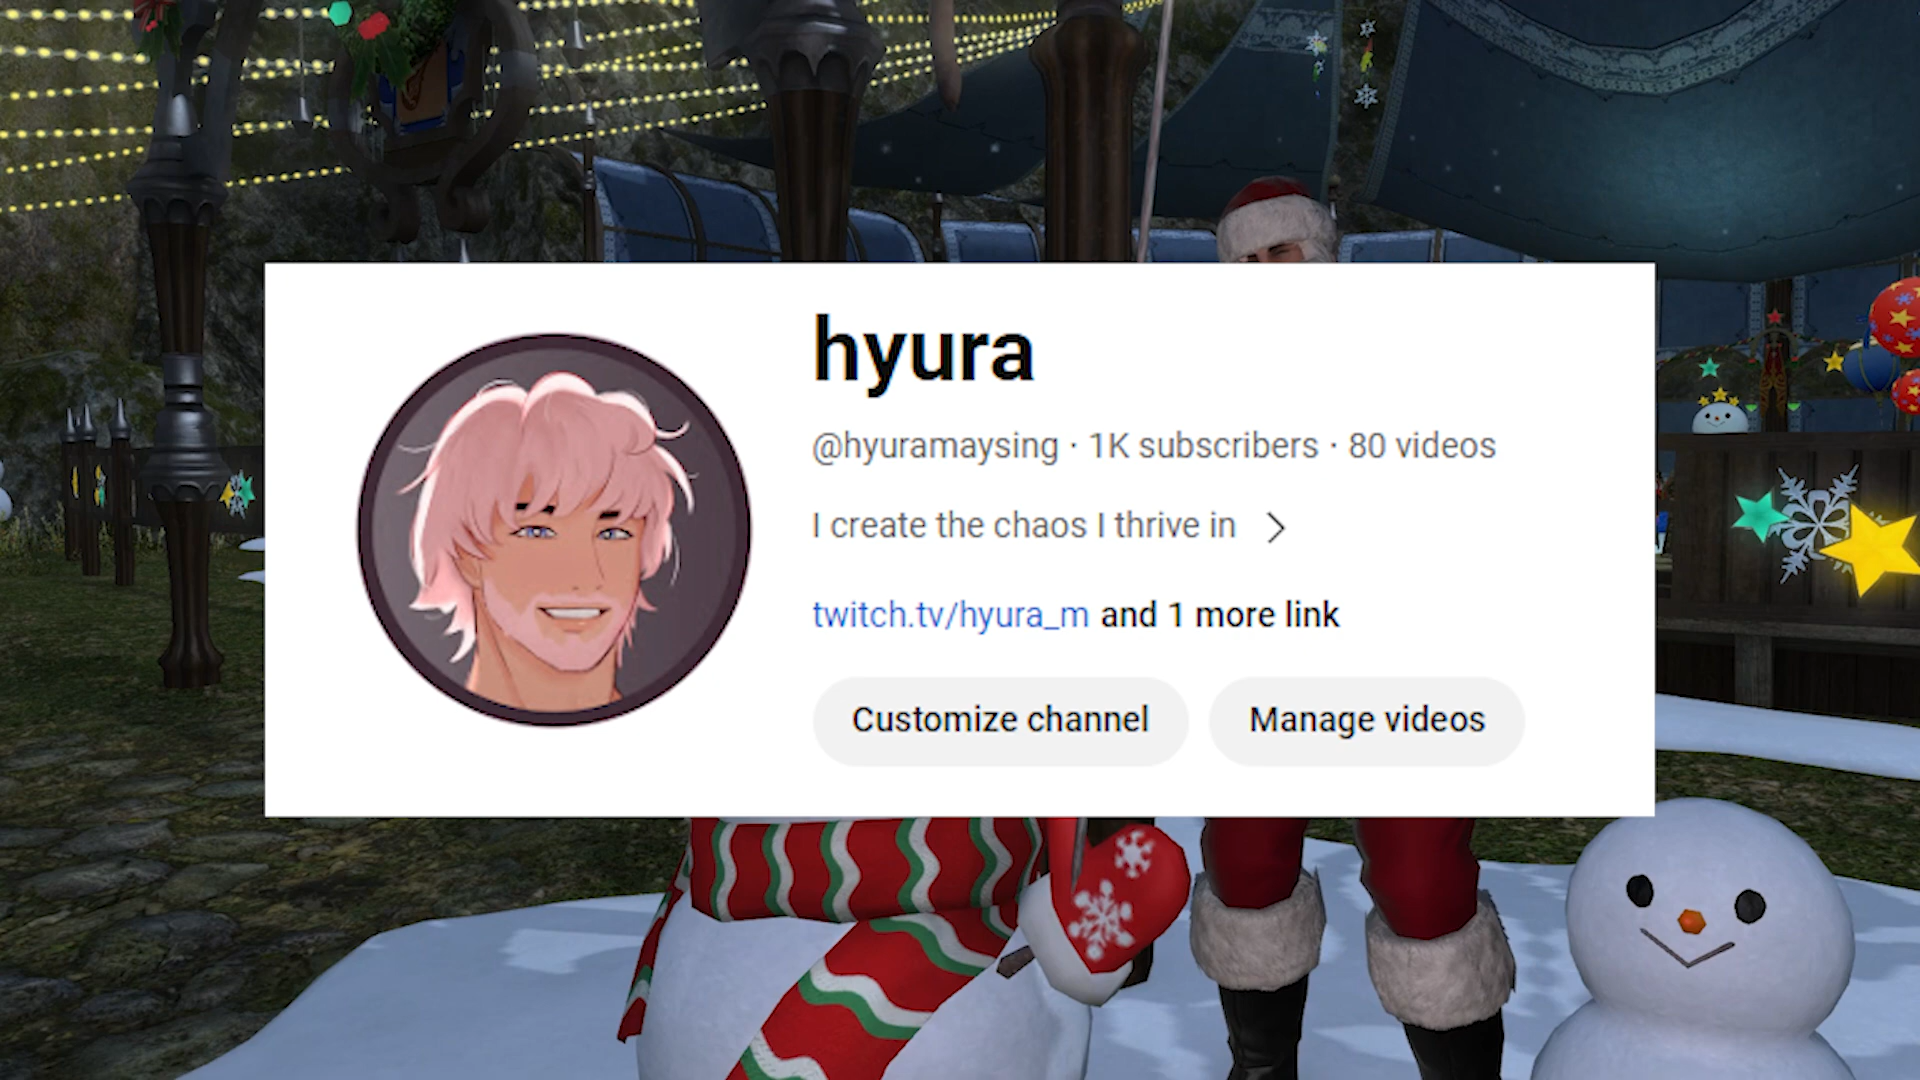 hyura
@hyuramaysing · 1K subscribers · 80 videos
I create the chaos I thrive in
twitch.tv/hyura_m and 1 more link
Customize channel
Manage videos